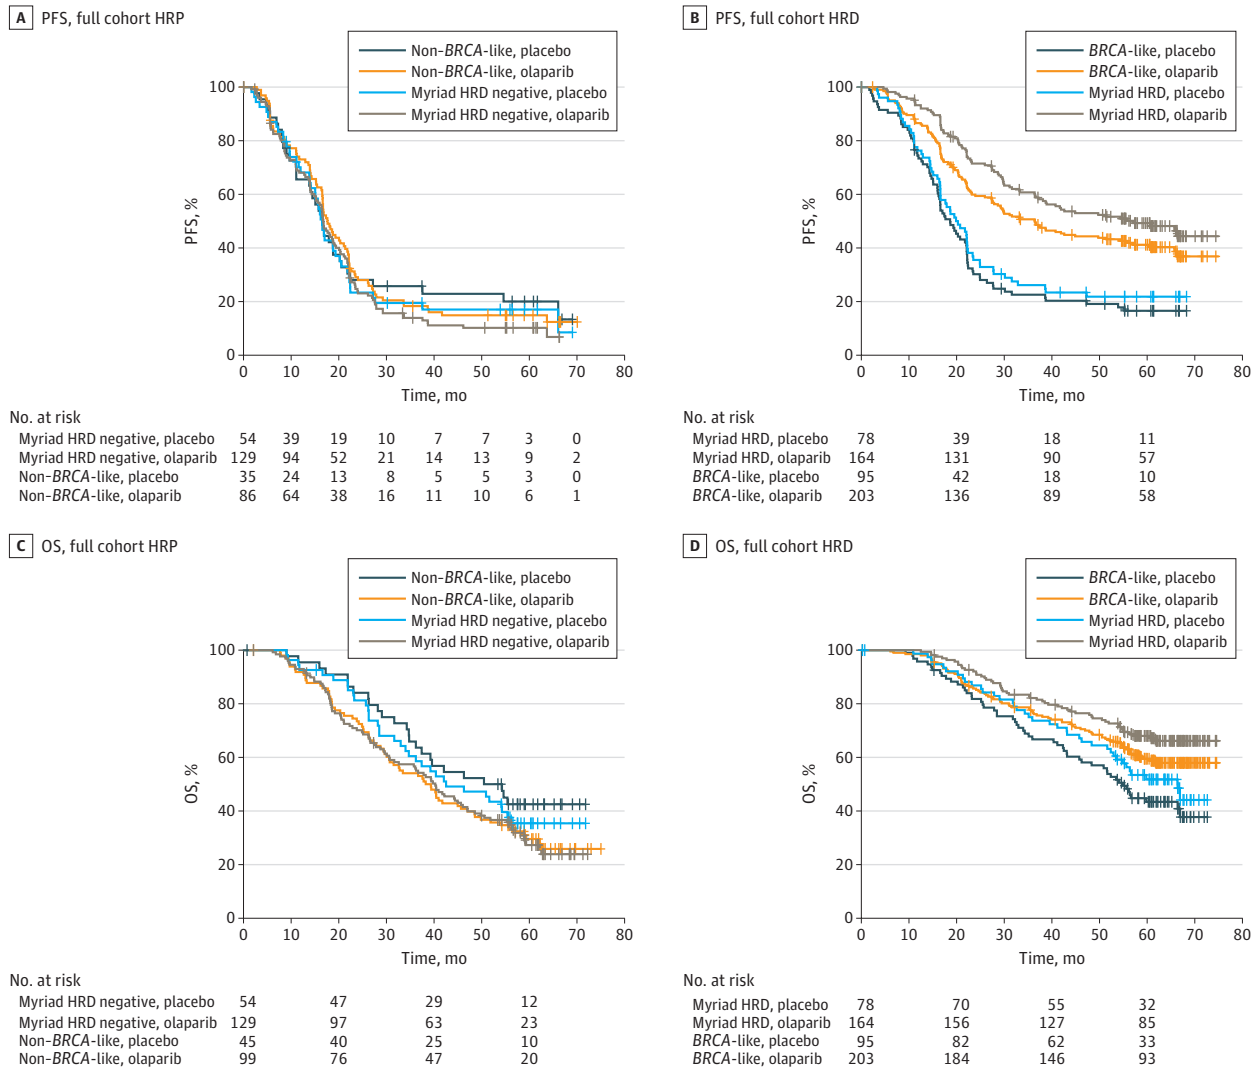 A PFS, full cohort HRP
Non-BRCA-like, placebo
Non-BRCA-like, olaparib
Myriad HRD negative, placebo
Myriad HRD negative, olaparib
100
80
60
40
20
0
PFS, %
0 10 20 30 40 50 60 70 80
Time, mo
No. at risk
Myriad HRD negative, placebo 54 39 19 10 7 7 3 0
Myriad HRD negative, olaparib 129 94 52 21 14 13 9 2
Non-BRCA-like, placebo 35 24 13 8 5 5 3 0
Non-BRCA-like, olaparib 86 64 38 16 11 10 6 1
B PFS, full cohort HRD
BRCA-like, placebo
BRCA-like, olaparib
Myriad HRD, placebo
Myriad HRD, olaparib
100
80
60
40
20
0
PFS, %
0 10 20 30 40 50 60 70 80
Time, mo
No. at risk
Myriad HRD, placebo 78 39 18 11
Myriad HRD, olaparib 164 131 90 57
BRCA-like, placebo 95 42 18 10
BRCA-like, olaparib 203 136 89 58
C OS, full cohort HRP
Non-BRCA-like, placebo
Non-BRCA-like, olaparib
Myriad HRD negative, placebo
Myriad HRD negative, olaparib
100
80
60
40
20
0
OS, %
0 10 20 30 40 50 60 70 80
Time, mo
No. at risk
Myriad HRD negative, placebo 54 47 29 12
Myriad HRD negative, olaparib 129 97 63 23
Non-BRCA-like, placebo 45 40 25 10
Non-BRCA-like, olaparib 99 76 47 20
D OS, full cohort HRD
BRCA-like, placebo
BRCA-like, olaparib
Myriad HRD, placebo
Myriad HRD, olaparib
100
80
60
40
20
0
OS, %
0 10 20 30 40 50 60 70 80
Time, mo
No. at risk
Myriad HRD, placebo 78 70 55 32
Myriad HRD, olaparib 164 156 127 85
BRCA-like, placebo 95 82 62 33
BRCA-like, olaparib 203 184 146 93